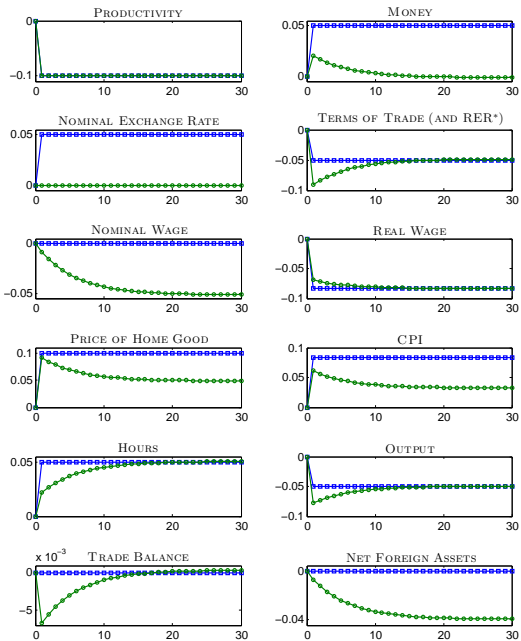 PRODUCTIVITY
0
−0.1
0 10 20 30
MONEY
0.05
0
0 10 20 30
NOMINAL EXCHANGE RATE
0.05
0
0 10 20 30
TERMS OF TRADE (AND RER*)
0
−0.05
−0.1
0 10 20 30
NOMINAL WAGE
0
−0.05
0 10 20 30
REAL WAGE
0
−0.05
−0.1
0 10 20 30
PRICE OF HOME GOOD
0.1
0.05
0
0 10 20 30
CPI
0.1
0.05
0
0 10 20 30
HOURS
0.05
0
0 10 20 30
OUTPUT
0
−0.05
−0.1
0 10 20 30
x 10⁻³
TRADE BALANCE
0
−5
0 10 20 30
NET FOREIGN ASSETS
0
−0.04
0 10 20 30